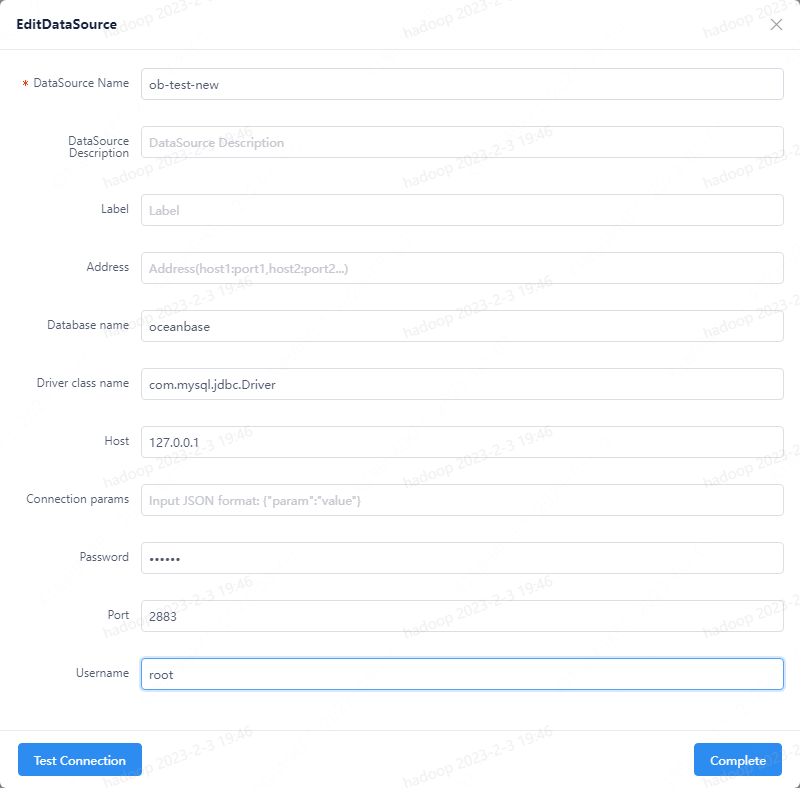 EditDataSource
* DataSource Name
ob-test-new
DataSource
Description
DataSource Description
Label
Label
Address
Address(host1:port1,host2:port2...)
Database name
oceanbase
Driver class name
com.mysql.jdbc.Driver
Host
127.0.0.1
Connection params
Input JSON format: {"param":"value"}
Password
••••••
Port
2883
Username
root
Test Connection
Complete
hadoop 2023-2-3 19:46